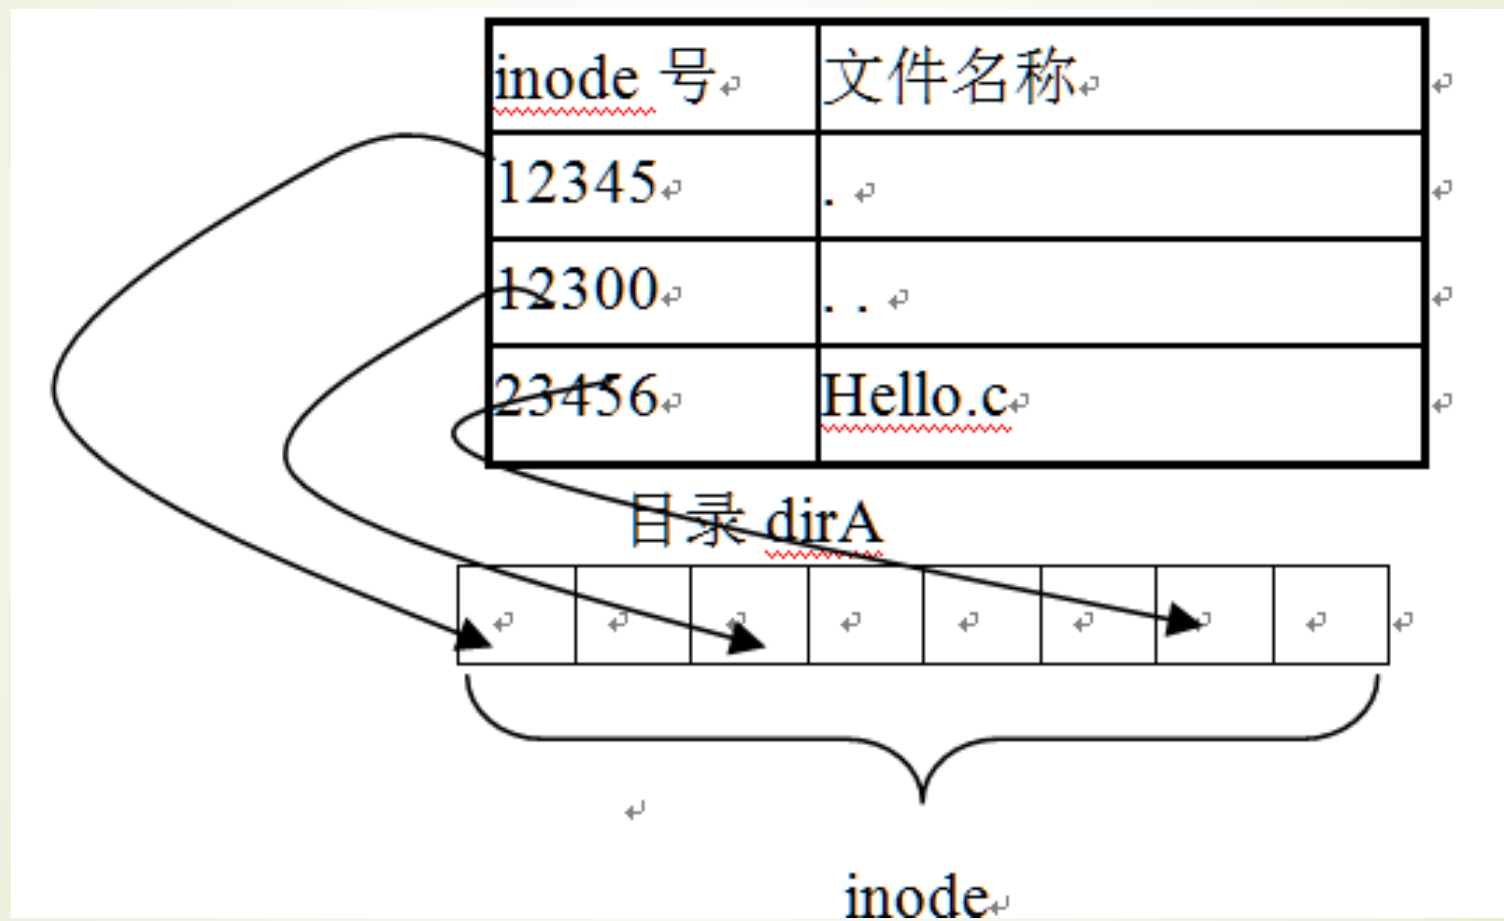 inode 号 文件名称
12345 .
12300 . .
23456 Hello.c
目录 dirA
inode